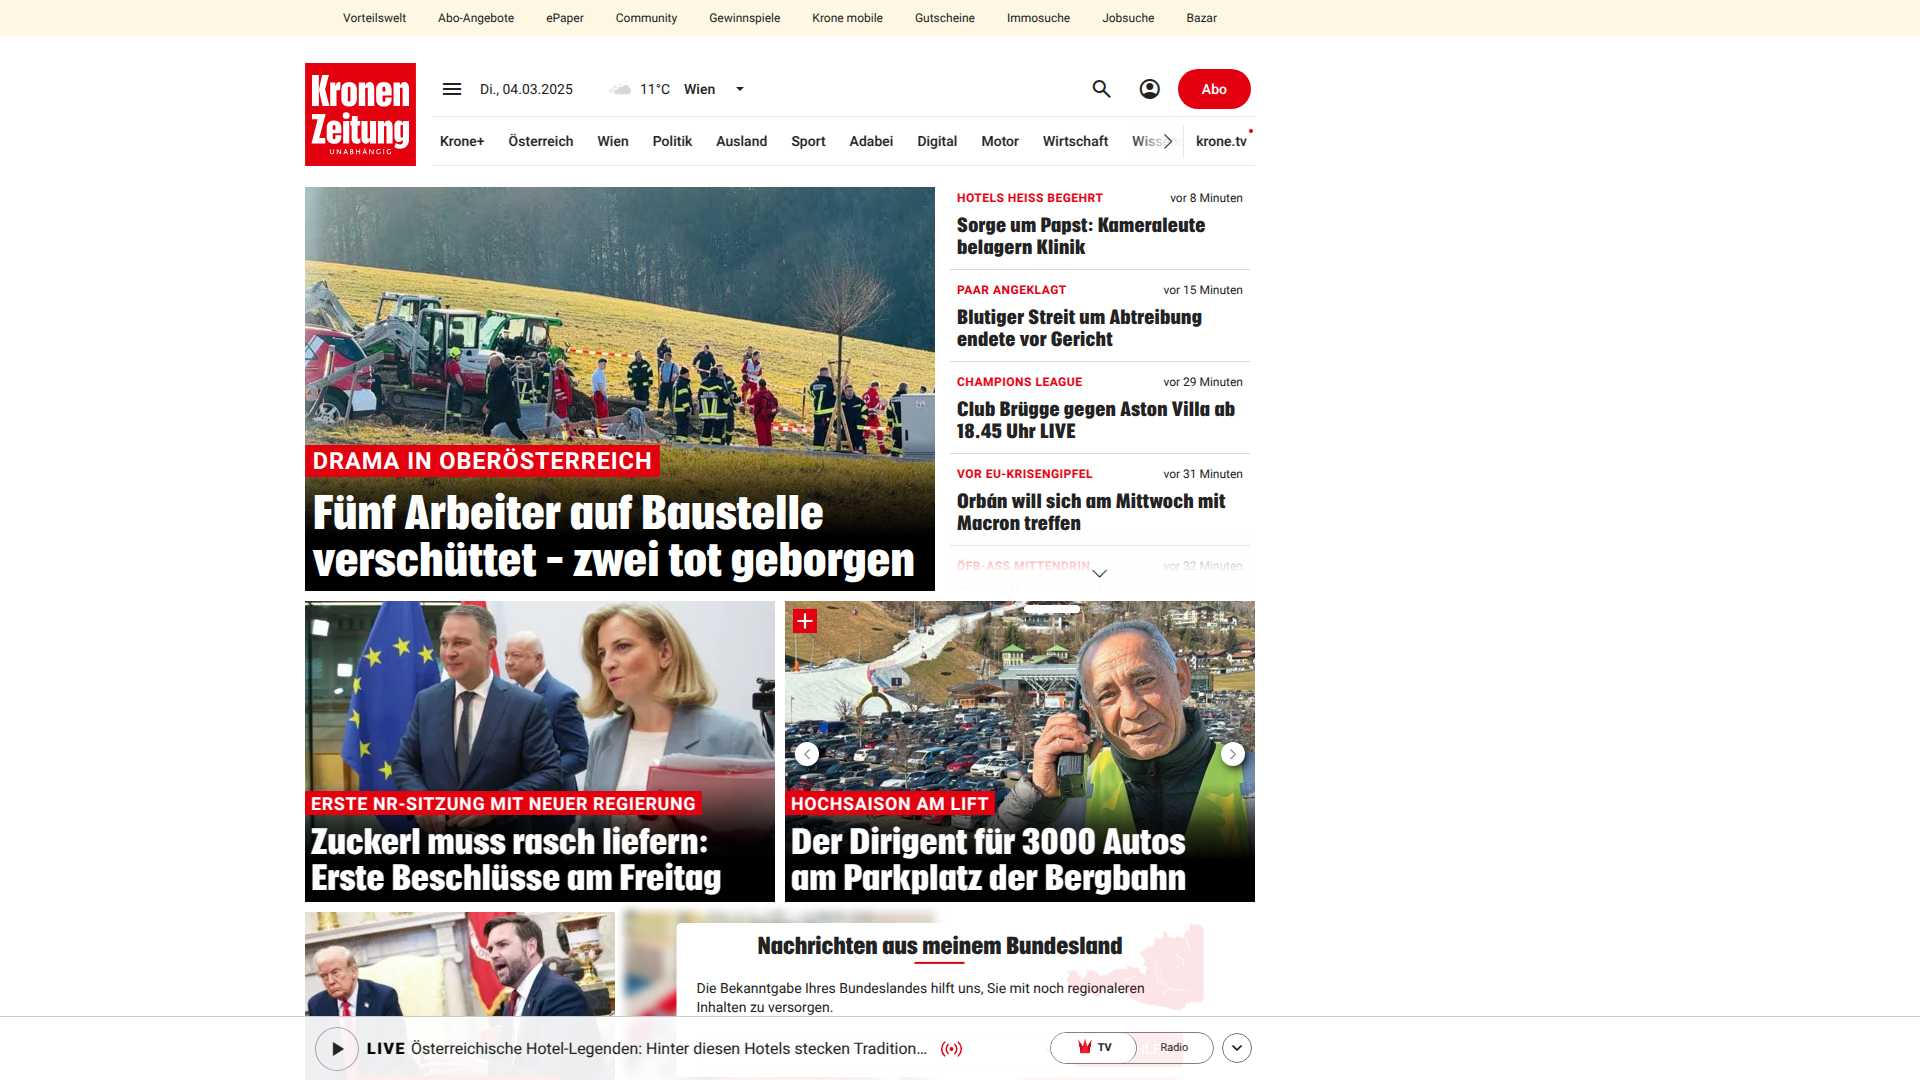 Vorteilswelt Abo-Angebote ePaper Community Gewinnspiele Krone mobile Gutscheine Immosuche Jobsuche Bazar
Kronen
Zeitung
UNABHÄNGIG
Di., 04.03.2025 11°C Wien
Abo
Krone+ Österreich Wien Politik Ausland Sport Adabei Digital Motor Wirtschaft krone.tv
DRAMA IN OBERÖSTERREICH
Fünf Arbeiter auf Baustelle
verschüttet – zwei tot geborgen
HOTELS HEISS BEGEHRT vor 8 Minuten
Sorge um Papst: Kameraleute
belagern Klinik
PAAR ANGEKLAGT vor 15 Minuten
Blutiger Streit um Abtreibung
endete vor Gericht
CHAMPIONS LEAGUE vor 29 Minuten
Club Brügge gegen Aston Villa ab
18.45 Uhr LIVE
VOR EU-KRISENGIPFEL vor 31 Minuten
Orbán will sich am Mittwoch mit
Macron treffen
ÖFB-ASS MITTENDRIN vor 32 Minuten
ERSTE NR-SITZUNG MIT NEUER REGIERUNG
Zuckerl muss rasch liefern:
Erste Beschlüsse am Freitag
HOCHSAISON AM LIFT
Der Dirigent für 3000 Autos
am Parkplatz der Bergbahn
Nachrichten aus meinem Bundesland
Die Bekanntgabe Ihres Bundeslandes hilft uns, Sie mit noch regionaleren
Inhalten zu versorgen.
LIVE Österreichische Hotel-Legenden: Hinter diesen Hotels stecken Tradition...
TV Radio